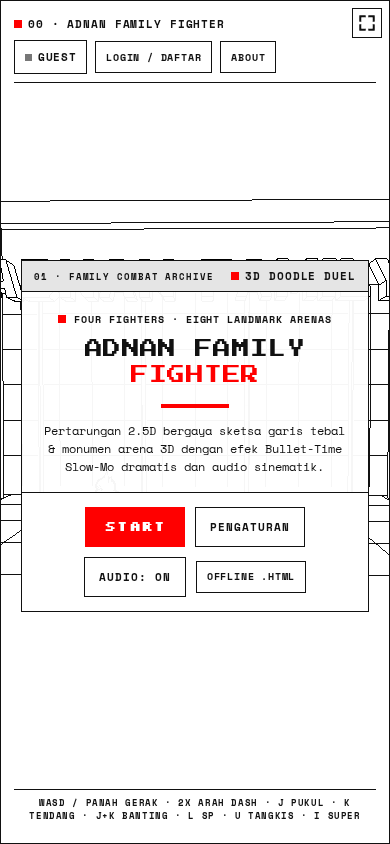 00 · ADNAN FAMILY FIGHTER
GUEST
LOGIN / DAFTAR
ABOUT
01 · FAMILY COMBAT ARCHIVE
3D DOODLE DUEL
FOUR FIGHTERS · EIGHT LANDMARK ARENAS
ADNAN FAMILY
FIGHTER
Pertarungan 2.5D bergaya sketsa garis tebal
& monumen arena 3D dengan efek Bullet-Time
Slow-Mo dramatis dan audio sinematik.
START
PENGATURAN
AUDIO: ON
OFFLINE .HTML
WASD / PANAH GERAK · 2X ARAH DASH · J PUKUL · K
TENDANG · J+K BANTING · L SP · U TANGKIS · I SUPER